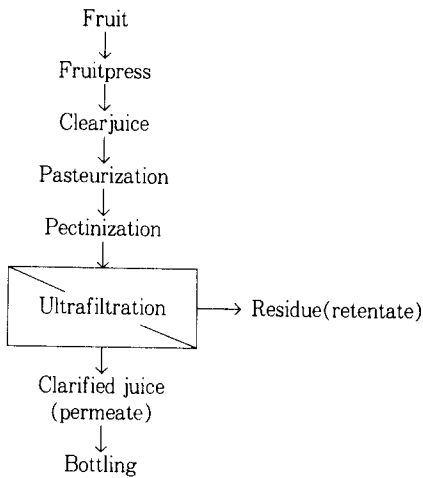 Fruit
Fruitpress
Clearjuice
Pasteurization
Pectinization
Ultrafiltration
Residue(retentate)
Clarified juice
(permeate)
Bottling